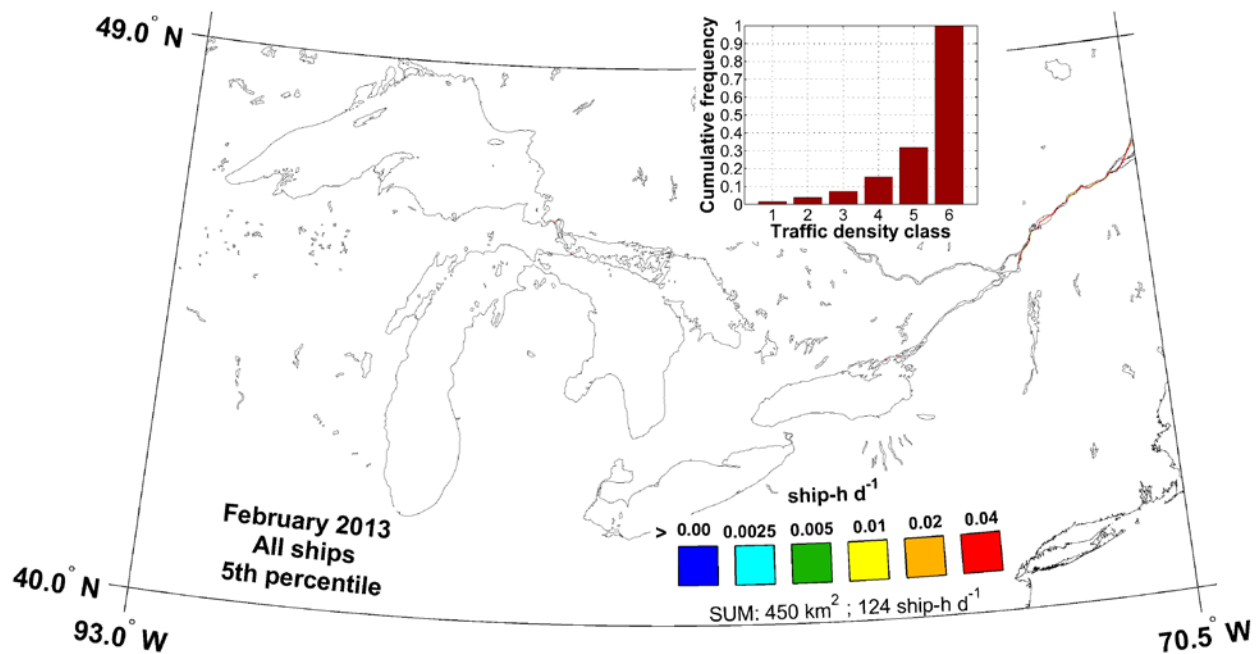 49.0° N
Cumulative frequency
1
0.9
0.8
0.7
0.6
0.5
0.4
0.3
0.2
0.1
0
1 2 3 4 5 6
Traffic density class
February 2013
All ships
5th percentile
ship-h d⁻¹
> 0.00 0.0025 0.005 0.01 0.02 0.04
SUM: 450 km² ; 124 ship-h d⁻¹
40.0° N
93.0° W
70.5° W